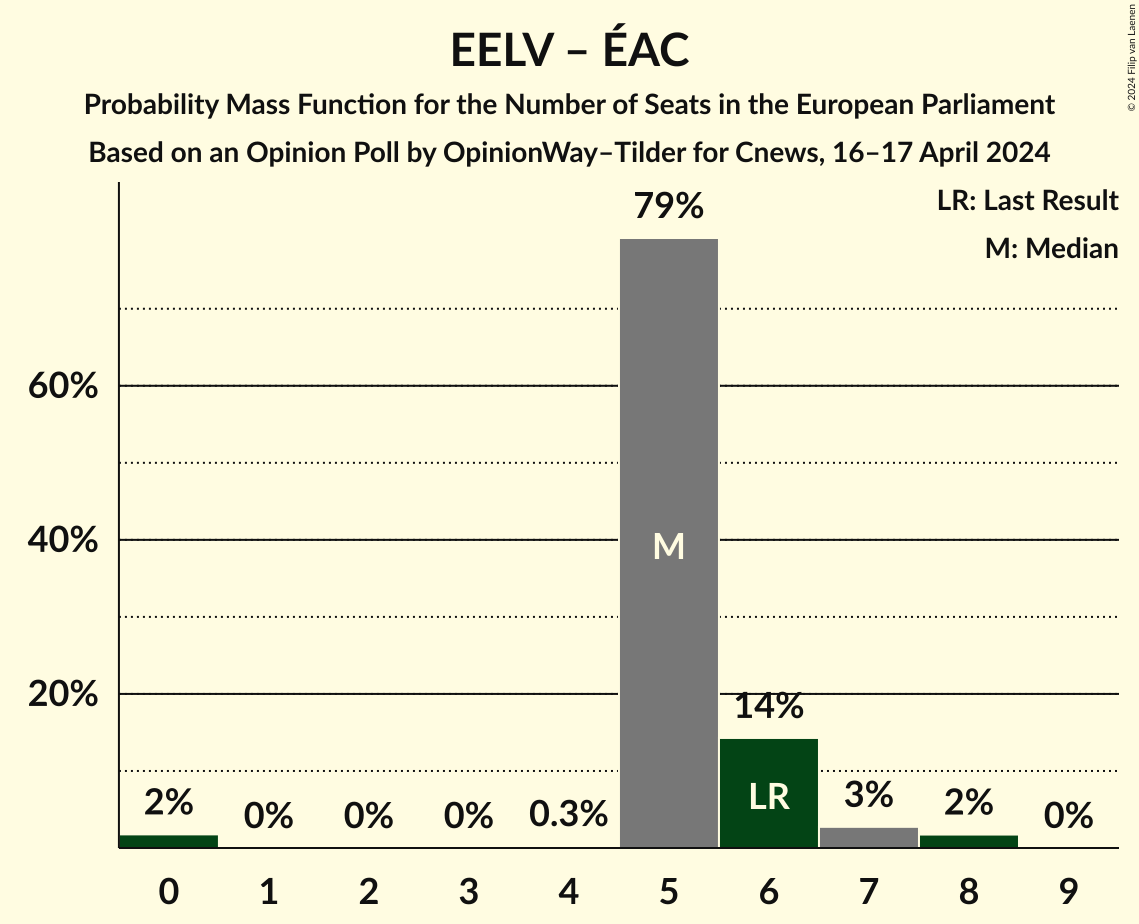 EELV – ÉAC
Probability Mass Function for the Number of Seats in the European Parliament
Based on an Opinion Poll by OpinionWay–Tilder for Cnews, 16–17 April 2024
© 2024 Filip van Laenen
LR: Last Result
M: Median
60%
40%
20%
2%
0%
0%
0%
0.3%
79%
M
14%
LR
3%
2%
0%
0 1 2 3 4 5 6 7 8 9